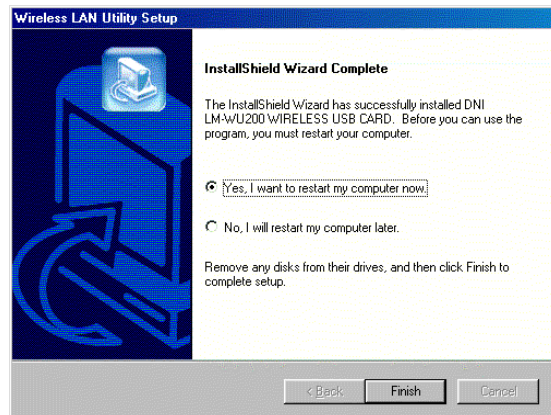 Wireless LAN Utility Setup
InstallShield Wizard Complete
The InstallShield Wizard has successfully installed DNI
LM-WU200 WIRELESS USB CARD. Before you can use the
program, you must restart your computer.
Yes, I want to restart my computer now.
No, I will restart my computer later.
Remove any disks from their drives, and then click Finish to
complete setup.
< Back
Finish
Cancel